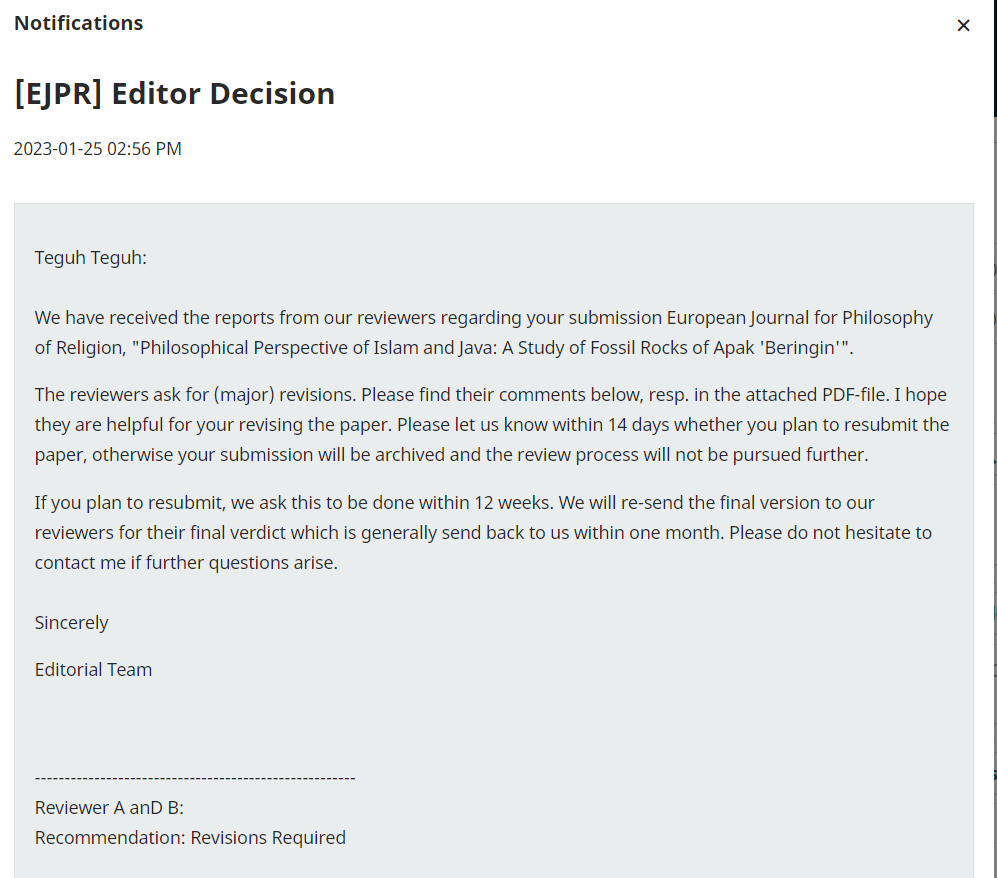 Notifications
[EJPR] Editor Decision
2023-01-25 02:56 PM
Teguh Teguh:
We have received the reports from our reviewers regarding your submission European Journal for Philosophy
of Religion, "Philosophical Perspective of Islam and Java: A Study of Fossil Rocks of Apak 'Beringin'".
The reviewers ask for (major) revisions. Please find their comments below, resp. in the attached PDF-file. I hope
they are helpful for your revising the paper. Please let us know within 14 days whether you plan to resubmit the
paper, otherwise your submission will be archived and the review process will not be pursued further.
If you plan to resubmit, we ask this to be done within 12 weeks. We will re-send the final version to our
reviewers for their final verdict which is generally send back to us within one month. Please do not hesitate to
contact me if further questions arise.
Sincerely
Editorial Team
------------------------------------------------------
Reviewer A anD B:
Recommendation: Revisions Required